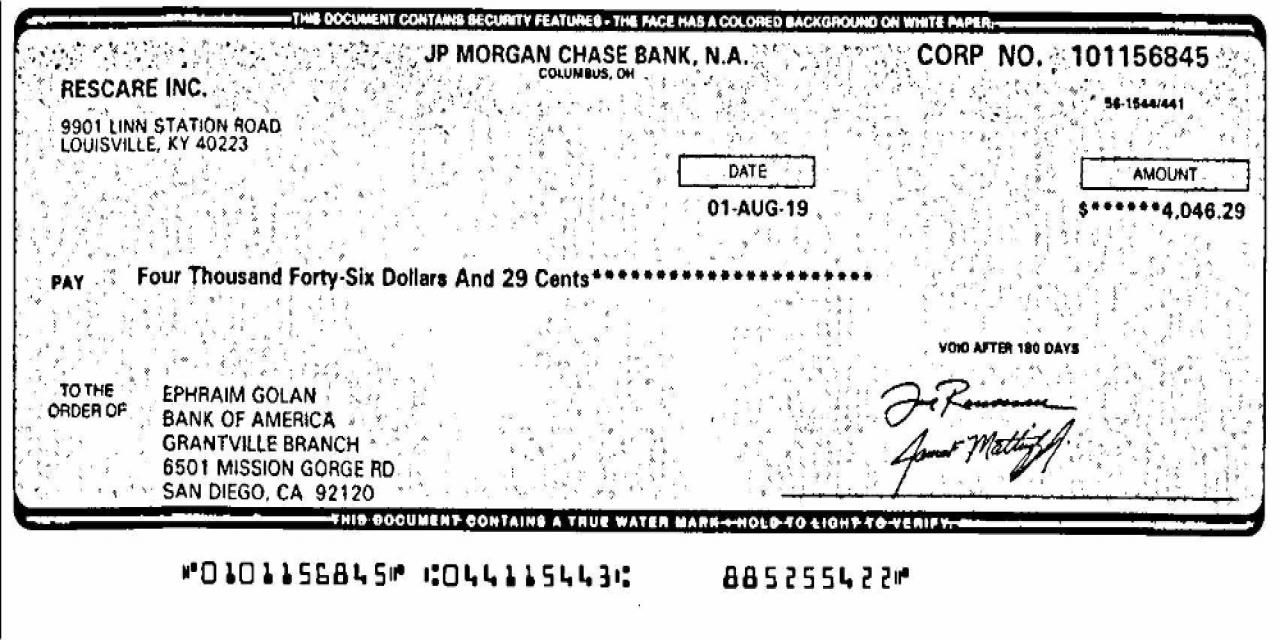 THIS DOCUMENT CONTAINS SECURITY FEATURES - THE FACE HAS A COLORED BACKGROUND ON WHITE PAPER.
JP MORGAN CHASE BANK, N.A.
COLUMBUS, OH
CORP NO. 101156845
56-1544/441
RESCARE INC.
9901 LINN STATION ROAD
LOUISVILLE, KY 40223
DATE
AMOUNT
01-AUG-19
$******4,046.29
PAY Four Thousand Forty-Six Dollars And 29 Cents***********************
VOID AFTER 180 DAYS
TO THE
ORDER OF
EPHRAIM GOLAN
BANK OF AMERICA
GRANTVILLE BRANCH
6501 MISSION GORGE RD
SAN DIEGO, CA 92120
THIS DOCUMENT CONTAINS A TRUE WATER MARK - HOLD TO LIGHT TO VERIFY.
⑈0101156845⑈ ⑆044115443⑆ 885255422⑈